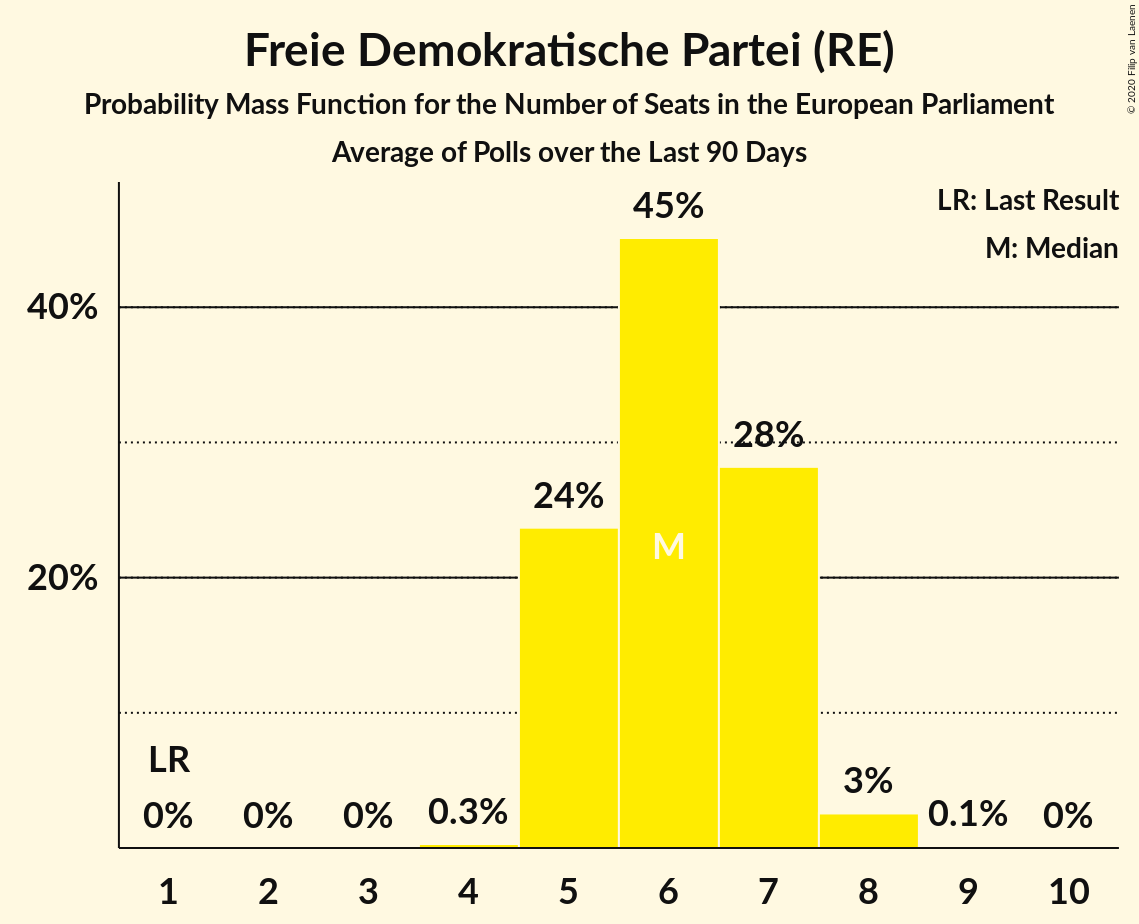 Freie Demokratische Partei (RE)
Probability Mass Function for the Number of Seats in the European Parliament
Average of Polls over the Last 90 Days
© 2020 Filip van Laenen
LR: Last Result
M: Median
45%
40%
28%
24%
M
20%
LR
3%
0%
0%
0%
0.3%
0.1%
0%
1
2
3
4
5
6
7
8
9
10